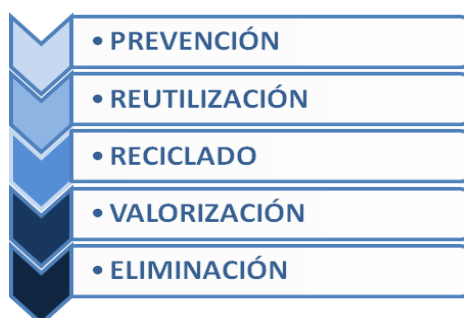 • PREVENCIÓN
• REUTILIZACIÓN
• RECICLADO
• VALORIZACIÓN
• ELIMINACIÓN